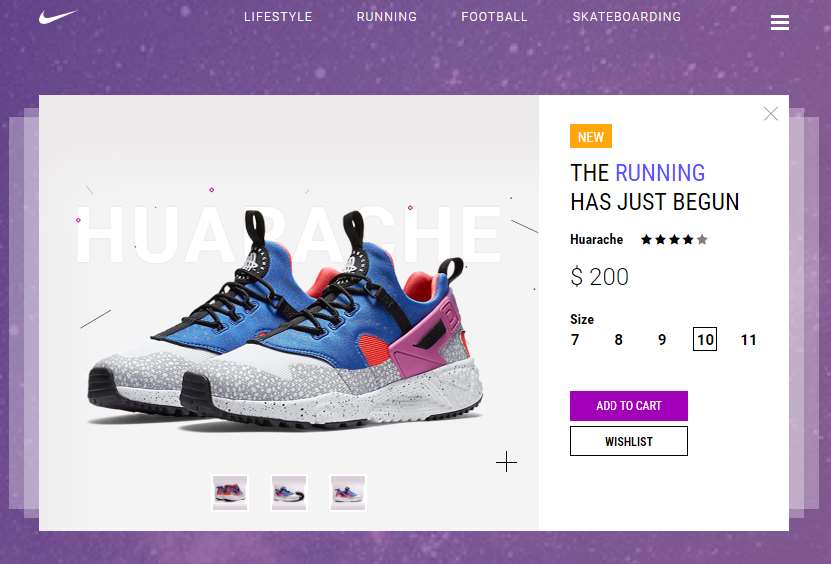 LIFESTYLE RUNNING FOOTBALL SKATEBOARDING
HUARACHE
NEW
THE RUNNING
HAS JUST BEGUN
Huarache
$ 200
Size
7 8 9 10 11
ADD TO CART
WISHLIST